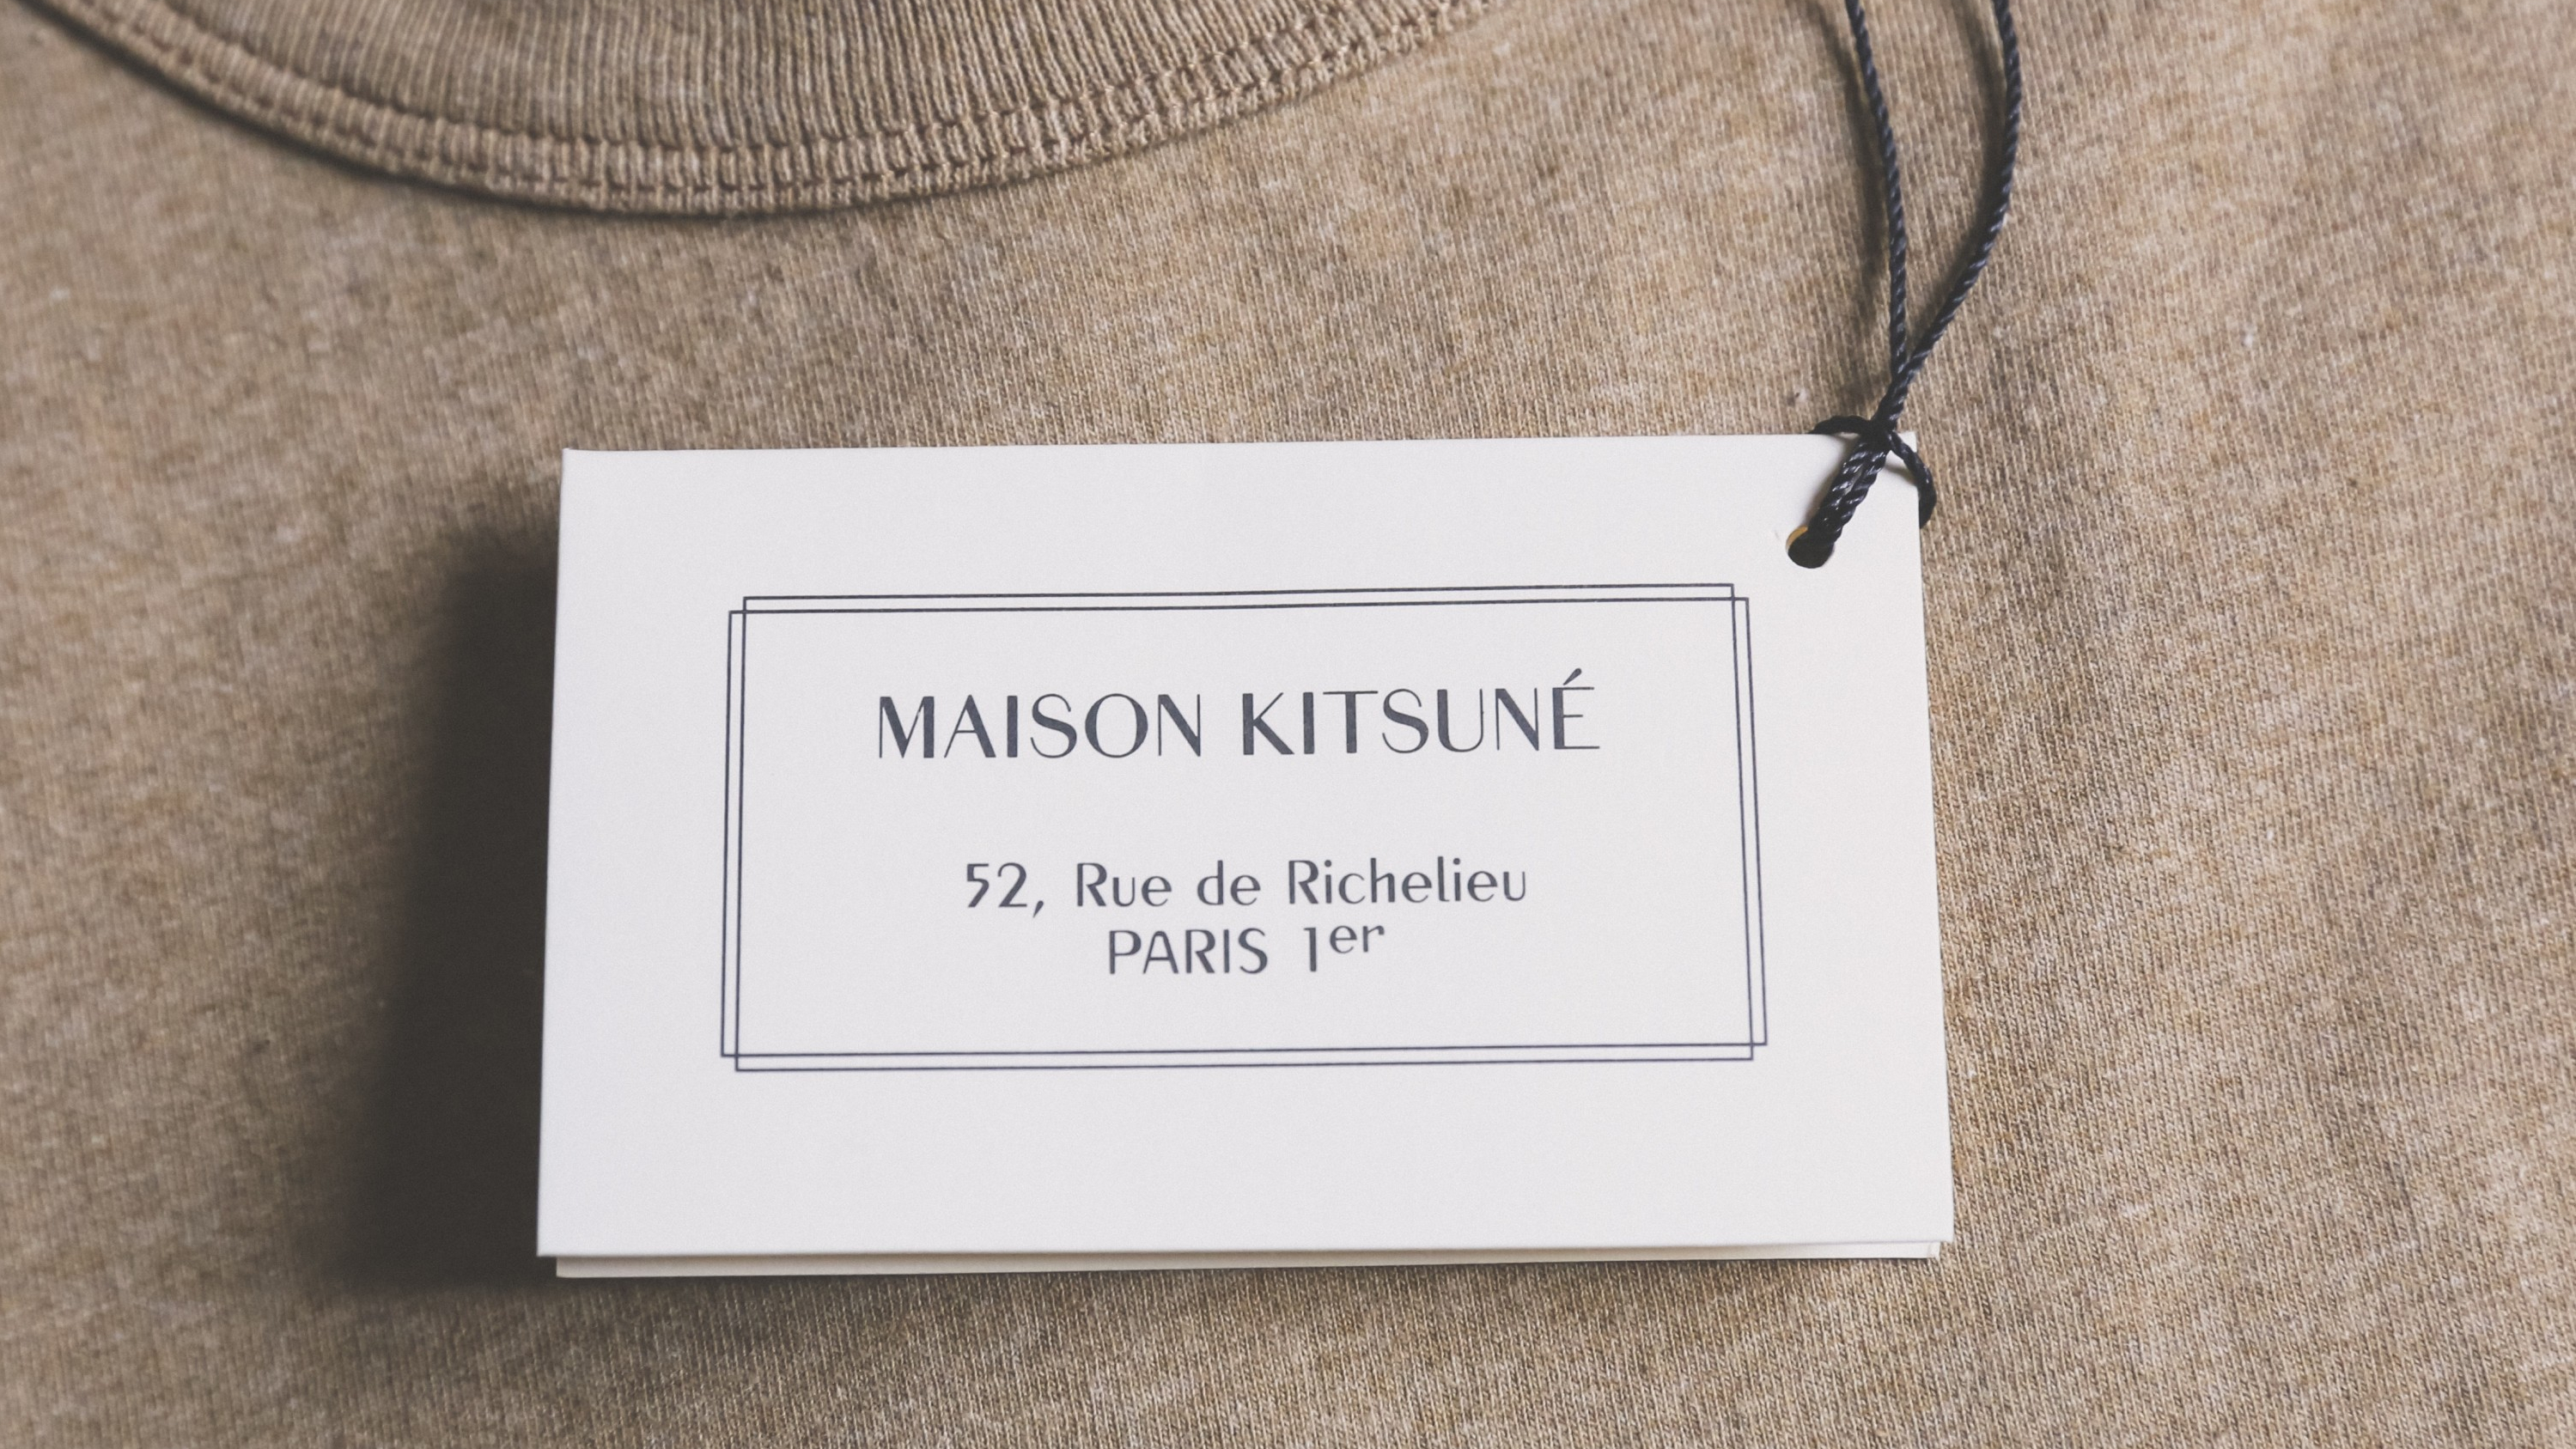 MAISON KITSUNÉ
52, Rue de Richelieu
PARIS 1er